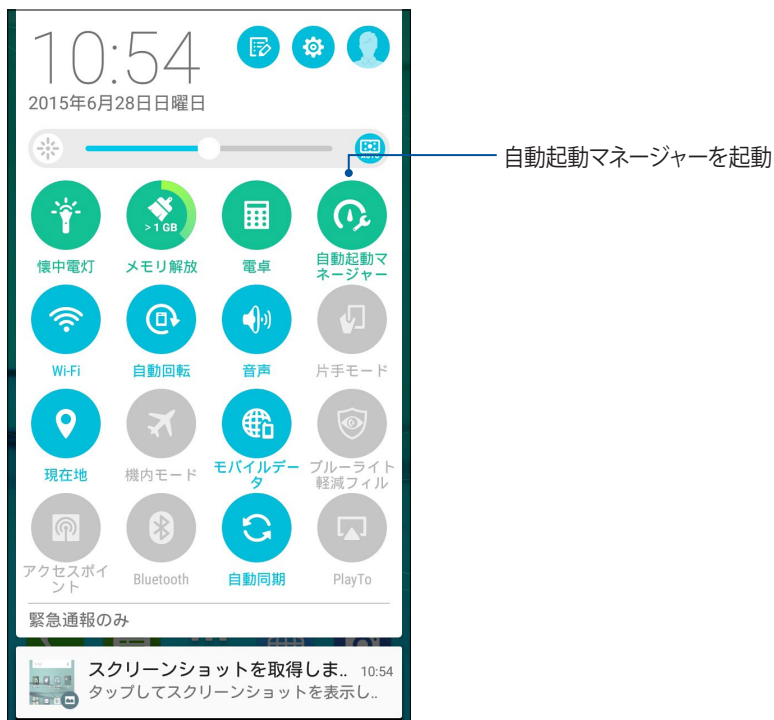 10:54
2015年6月28日日曜日
AUTO
自動起動マネージャーを起動
> 1 GB
懐中電灯
メモリ解放
電卓
自動起動マ
ネージャー
Wi-Fi
自動回転
音声
片手モード
現在地
機内モード
モバイルデー
タ
ブルーライト
軽減フィル
アクセスポイ
ント
Bluetooth
自動同期
PlayTo
緊急通報のみ
スクリーンショットを取得しま.. 10:54
タップしてスクリーンショットを表示し..